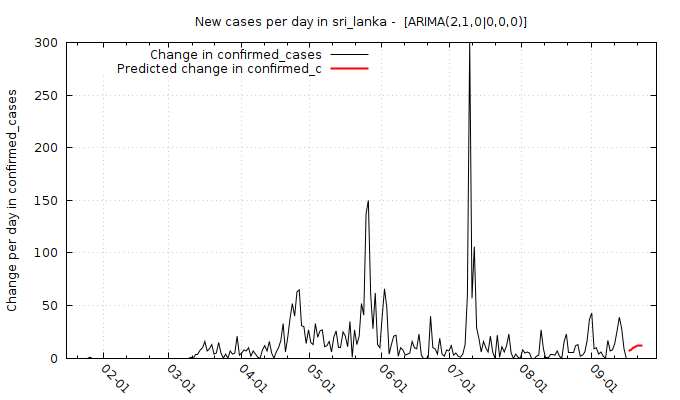 New cases per day in sri_lanka -  [ARIMA(2,1,0|0,0,0)]
Change in confirmed_cases
Predicted change in confirmed_c
Change per day in confirmed_cases
300
250
200
150
100
50
0
02-01 03-01 04-01 05-01 06-01 07-01 08-01 09-01